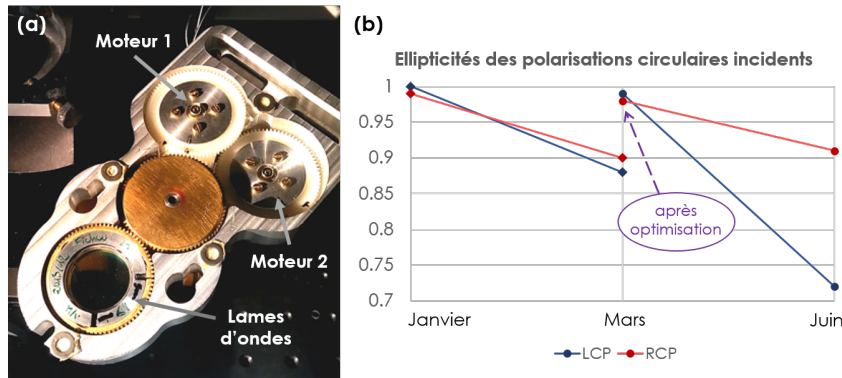 (a)
Moteur 1
Moteur 2
Lames
d'ondes
(b)
Ellipticités des polarisations circulaires incidents
1
0.95
0.9
0.85
0.8
0.75
0.7
après
optimisation
Janvier
Mars
Juin
LCP
RCP